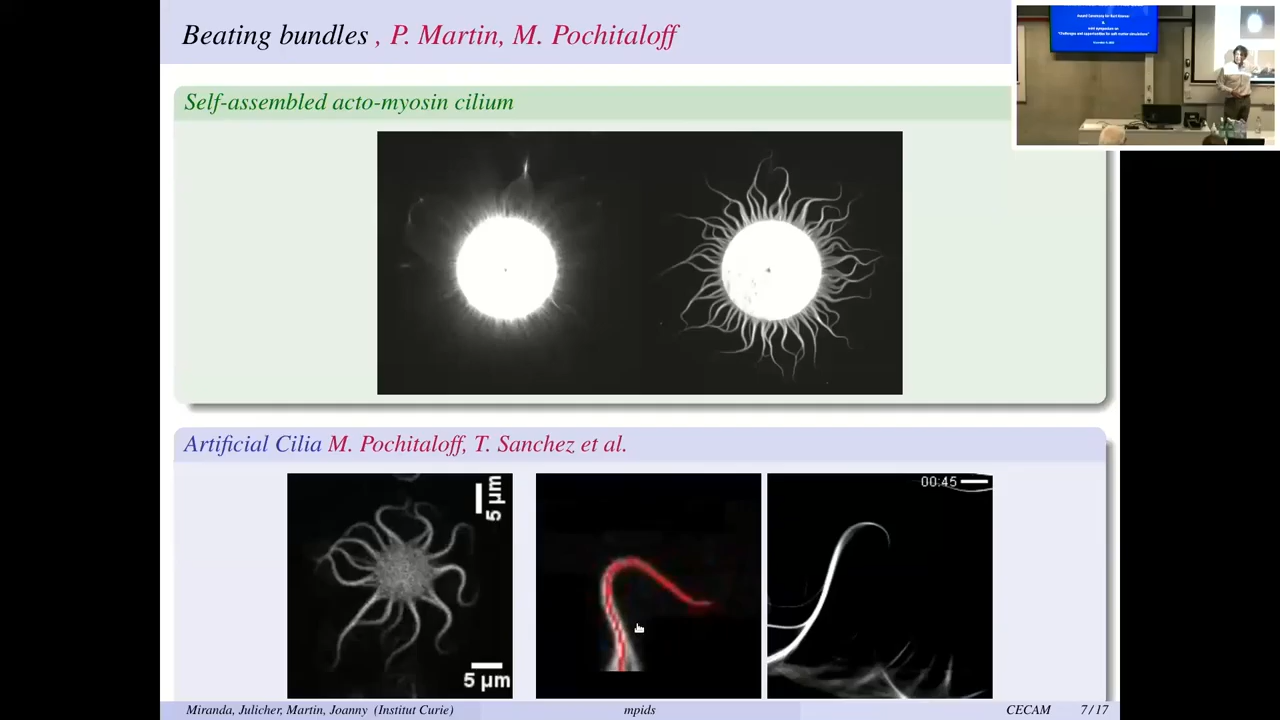 Beating bundles , P. Martin, M. Pochitaloff
Self-assembled acto-myosin cilium
Artificial Cilia M. Pochitaloff, T. Sanchez et al.
5 µm
5 µm
00:45
Miranda, Julicher, Martin, Joanny (Institut Curie) mpids CECAM 7/17